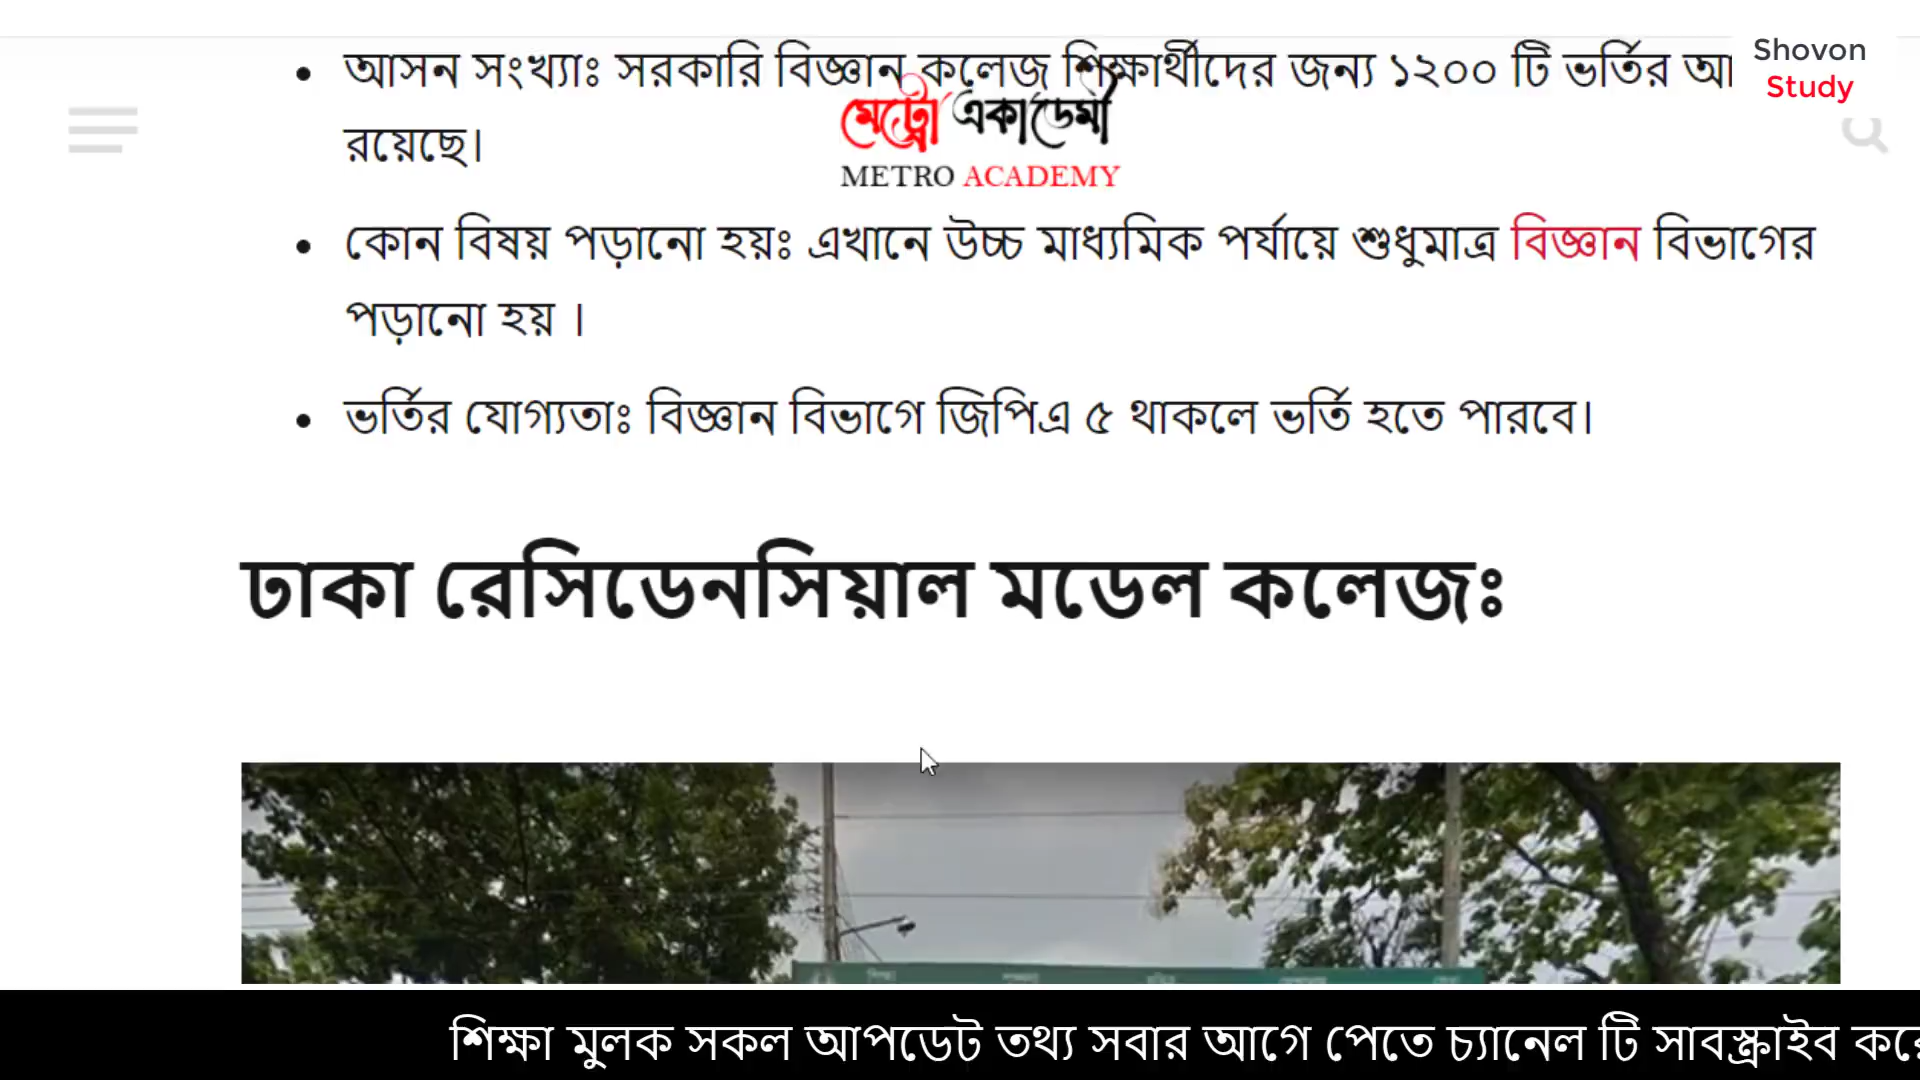 আসন সংখ্যাঃ সরকারি বিজ্ঞান কলেজ শিক্ষার্থীদের জন্য ১২০০ টি ভর্তির আ
Shovon
Study
মেট্রো একাডেমী
রয়েছে।
METRO ACADEMY
কোন বিষয় পড়ানো হয়ঃ এখানে উচ্চ মাধ্যমিক পর্যায়ে শুধুমাত্র বিজ্ঞান বিভাগের
পড়ানো হয় ।
ভর্তির যোগ্যতাঃ বিজ্ঞান বিভাগে জিপিএ ৫ থাকলে ভর্তি হতে পারবে।
ঢাকা রেসিডেনসিয়াল মডেল কলেজঃ
শিক্ষা মুলক সকল আপডেট তথ্য সবার আগে পেতে চ্যানেল টি সাবস্ক্রাইব করে